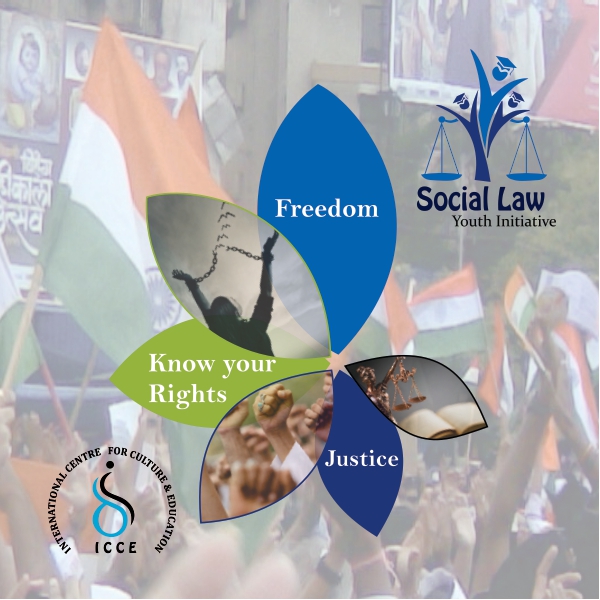 Social Law
Youth Initiative
Freedom
Know your
Rights
Justice
INTERNATIONAL CENTRE FOR CULTURE & EDUCATION
ICCE